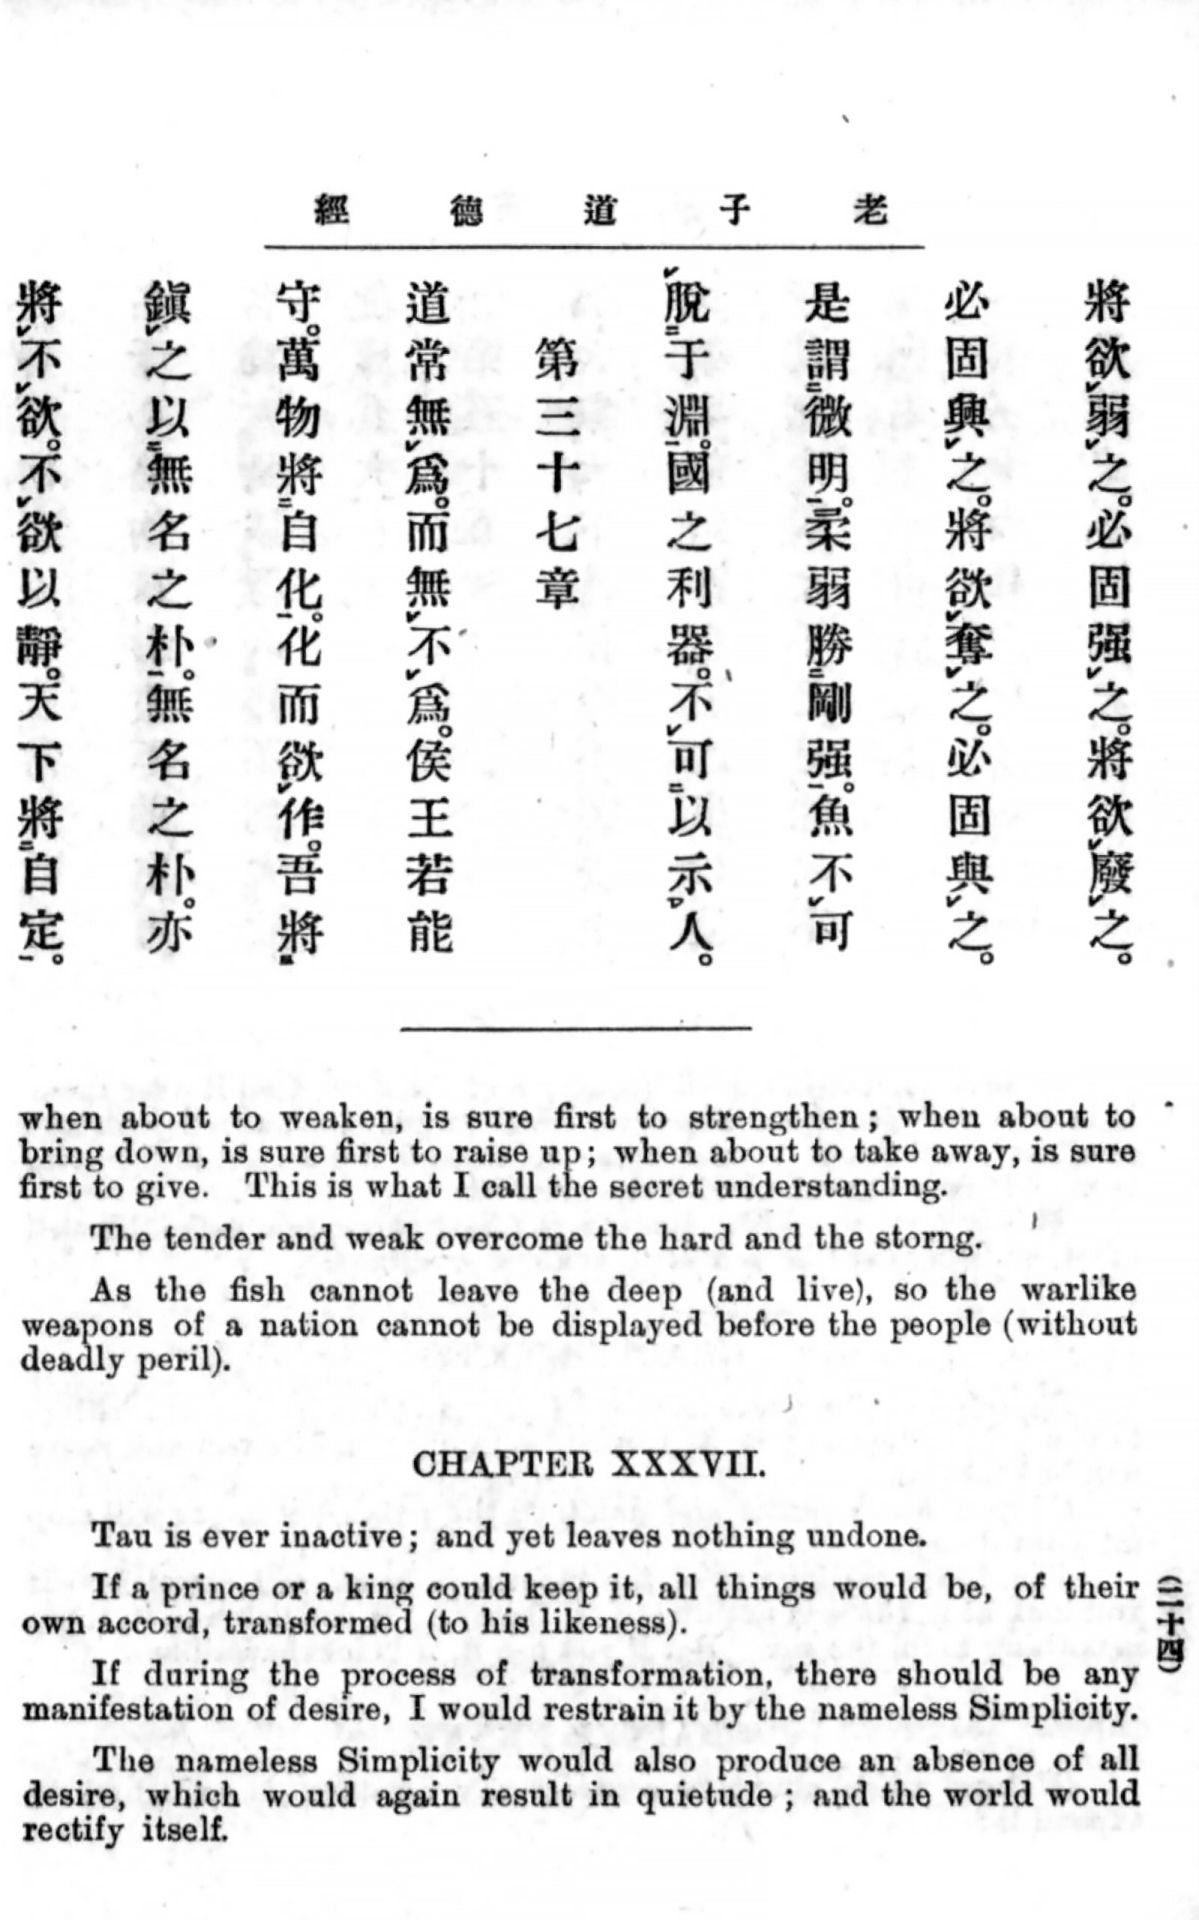 老子道德經
將欲弱之。必固强之。將欲廢之。
必固興之。將欲奪之。必固與之。
是謂微明。柔弱勝剛强。魚不可
脫于淵。國之利器。不可以示人。
第三十七章
道常無爲。而無不爲。侯王若能
守。萬物將自化。化而欲作。吾將
鎭之以無名之朴。無名之朴。亦
將不欲。不欲以靜。天下將自定。
when about to weaken, is sure first to strengthen; when about to
bring down, is sure first to raise up; when about to take away, is sure
first to give. This is what I call the secret understanding.
The tender and weak overcome the hard and the storng.
As the fish cannot leave the deep (and live), so the warlike
weapons of a nation cannot be displayed before the people (without
deadly peril).
CHAPTER XXXVII.
Tau is ever inactive; and yet leaves nothing undone.
If a prince or a king could keep it, all things would be, of their
own accord, transformed (to his likeness).
If during the process of transformation, there should be any
manifestation of desire, I would restrain it by the nameless Simplicity.
The nameless Simplicity would also produce an absence of all
desire, which would again result in quietude; and the world would
rectify itself.
(二十四)